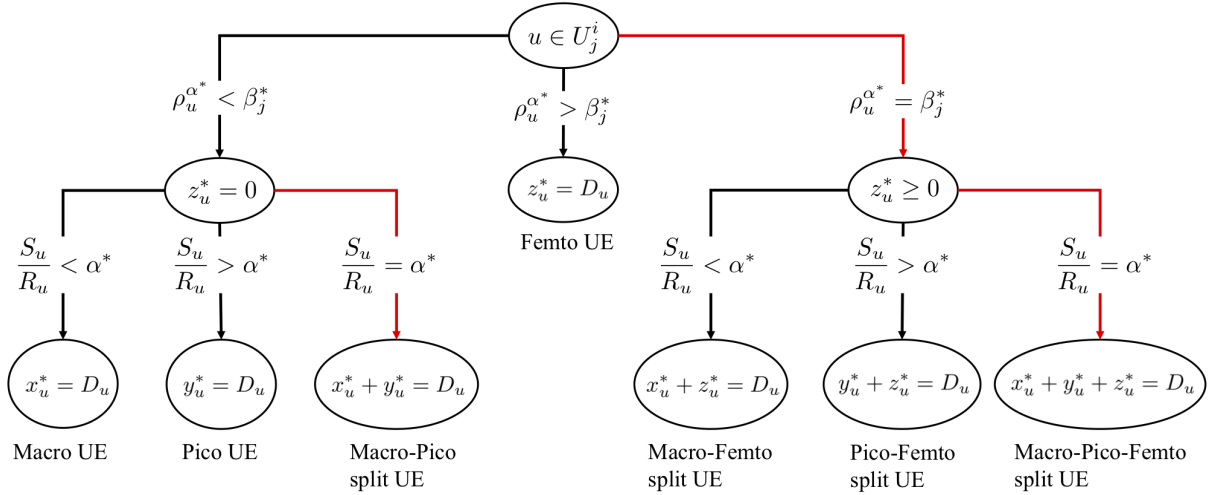 u ∈ U_j^i
ρ_u^{α*} < β_j^*
ρ_u^{α*} > β_j^*
ρ_u^{α*} = β_j^*
z_u^* = 0
z_u^* = D_u
z_u^* ≥ 0
Femto UE
S_u/R_u < α^*
S_u/R_u > α^*
S_u/R_u = α^*
S_u/R_u < α^*
S_u/R_u > α^*
S_u/R_u = α^*
x_u^* = D_u
y_u^* = D_u
x_u^* + y_u^* = D_u
x_u^* + z_u^* = D_u
y_u^* + z_u^* = D_u
x_u^* + y_u^* + z_u^* = D_u
Macro UE
Pico UE
Macro-Pico
split UE
Macro-Femto
split UE
Pico-Femto
split UE
Macro-Pico-Femto
split UE